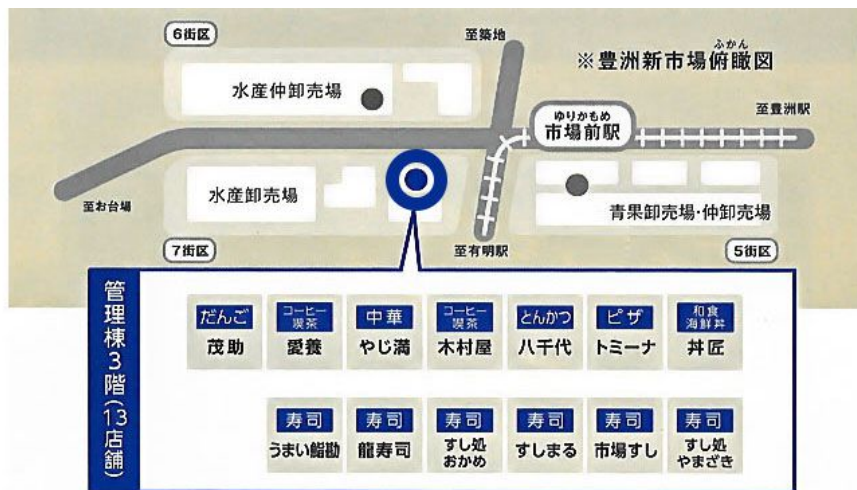 6街区
至築地
ふかん
※豊洲新市場俯瞰図
水産仲卸売場
ゆりかもめ
市場前駅
至豊洲駅
水産卸売場
至お台場
青果卸売場・仲卸売場
7街区
至有明駅
5街区
管理棟3階(13店舗)
だんご
茂助
コーヒー
喫茶
愛養
中華
やじ満
コーヒー
喫茶
木村屋
とんかつ
八千代
ピザ
トミーナ
和食
海鮮丼
丼匠
寿司
うまい鮨勘
寿司
龍寿司
寿司
すし処
おかめ
寿司
すしまる
寿司
市場すし
寿司
すし処
やまざき